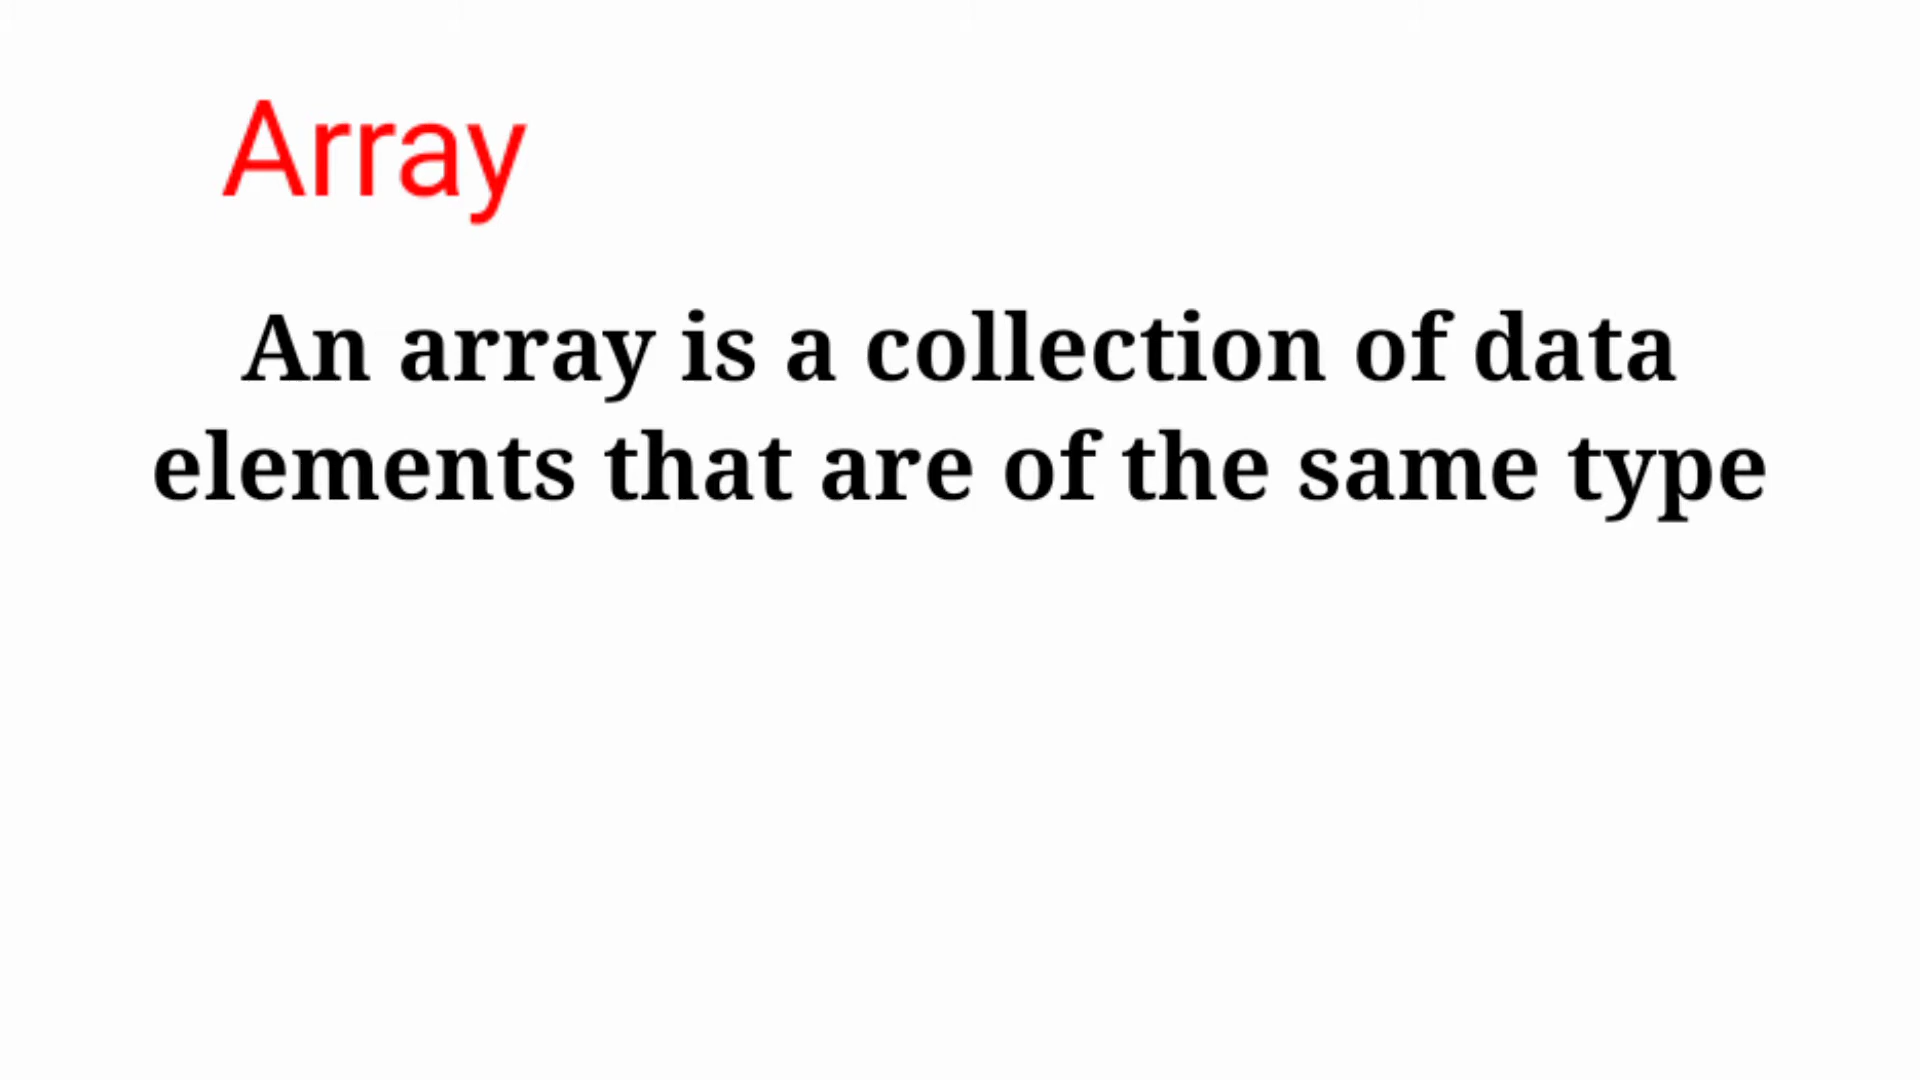 Array
An array is a collection of data
elements that are of the same type